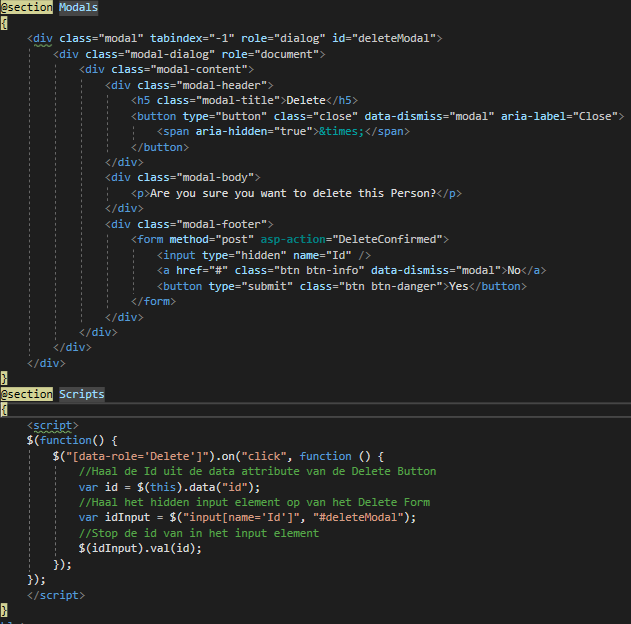 @section Modals
{
<div class="modal" tabindex="-1" role="dialog" id="deleteModal">
<div class="modal-dialog" role="document">
<div class="modal-content">
<div class="modal-header">
<h5 class="modal-title">Delete</h5>
<button type="button" class="close" data-dismiss="modal" aria-label="Close">
<span aria-hidden="true">&times;</span>
</button>
</div>
<div class="modal-body">
<p>Are you sure you want to delete this Person?</p>
</div>
<div class="modal-footer">
<form method="post" asp-action="DeleteConfirmed">
<input type="hidden" name="Id" />
<a href="#" class="btn btn-info" data-dismiss="modal">No</a>
<button type="submit" class="btn btn-danger">Yes</button>
</form>
</div>
</div>
</div>
</div>
}
@section Scripts
{
<script>
$(function() {
$("[data-role='Delete']").on("click", function () {
//Haal de Id uit de data attribute van de Delete Button
var id = $(this).data("id");
//Haal het hidden input element op van het Delete Form
var idInput = $("input[name='Id']", "#deleteModal");
//Stop de id van in het input element
$(idInput).val(id);
});
});
</script>
}